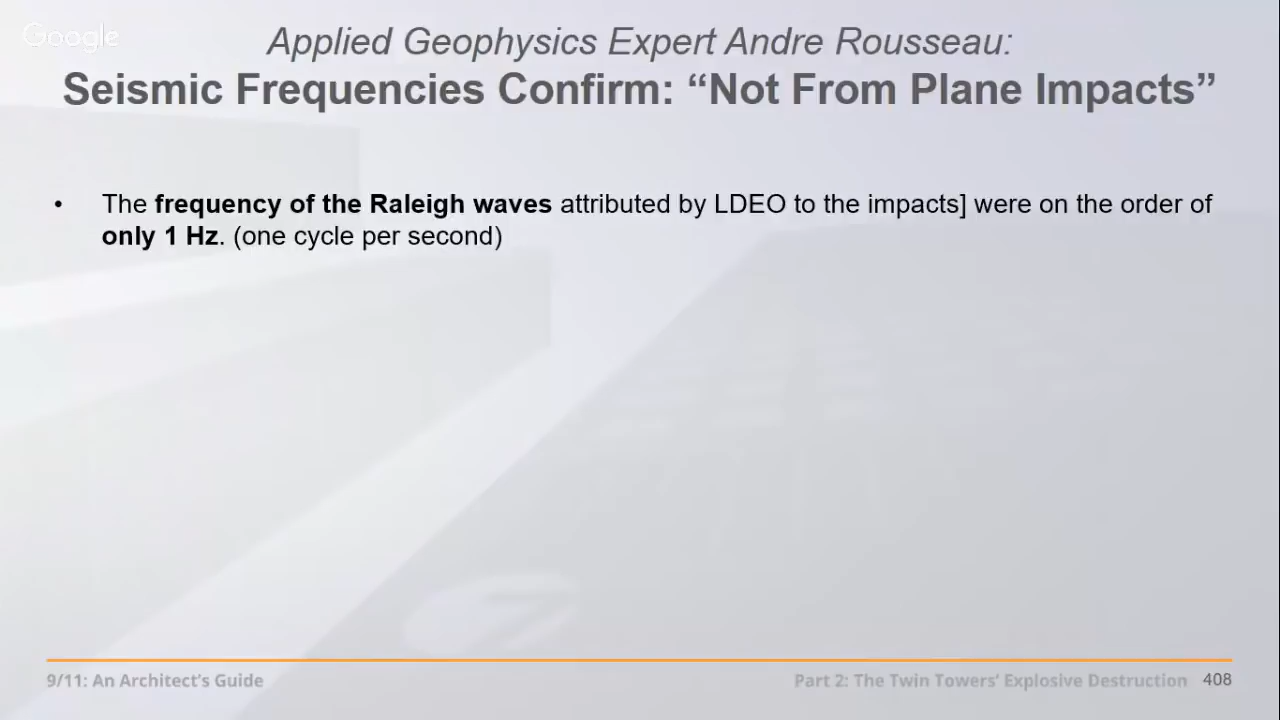 Google
Applied Geophysics Expert Andre Rousseau:
Seismic Frequencies Confirm: “Not From Plane Impacts”
• The frequency of the Raleigh waves attributed by LDEO to the impacts] were on the order of
only 1 Hz. (one cycle per second)
9/11: An Architect's Guide
Part 2: The Twin Towers’ Explosive Destruction 408